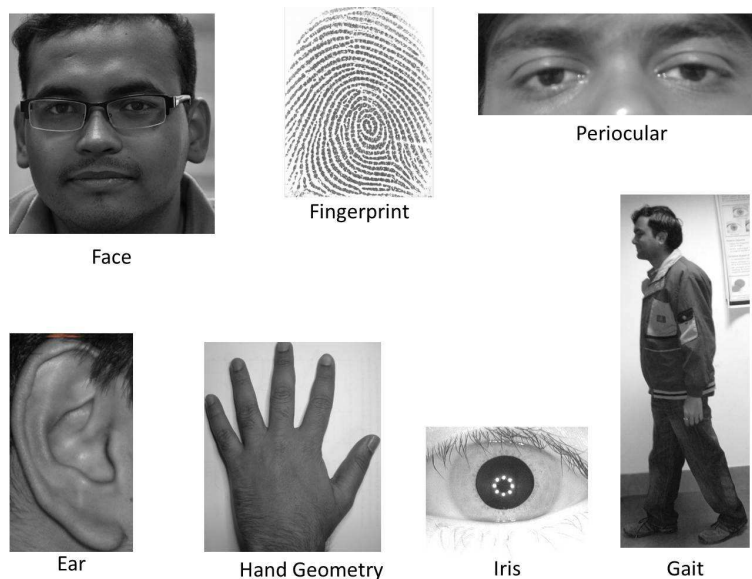 Periocular
Fingerprint
Face
Ear
Hand Geometry
Iris
Gait